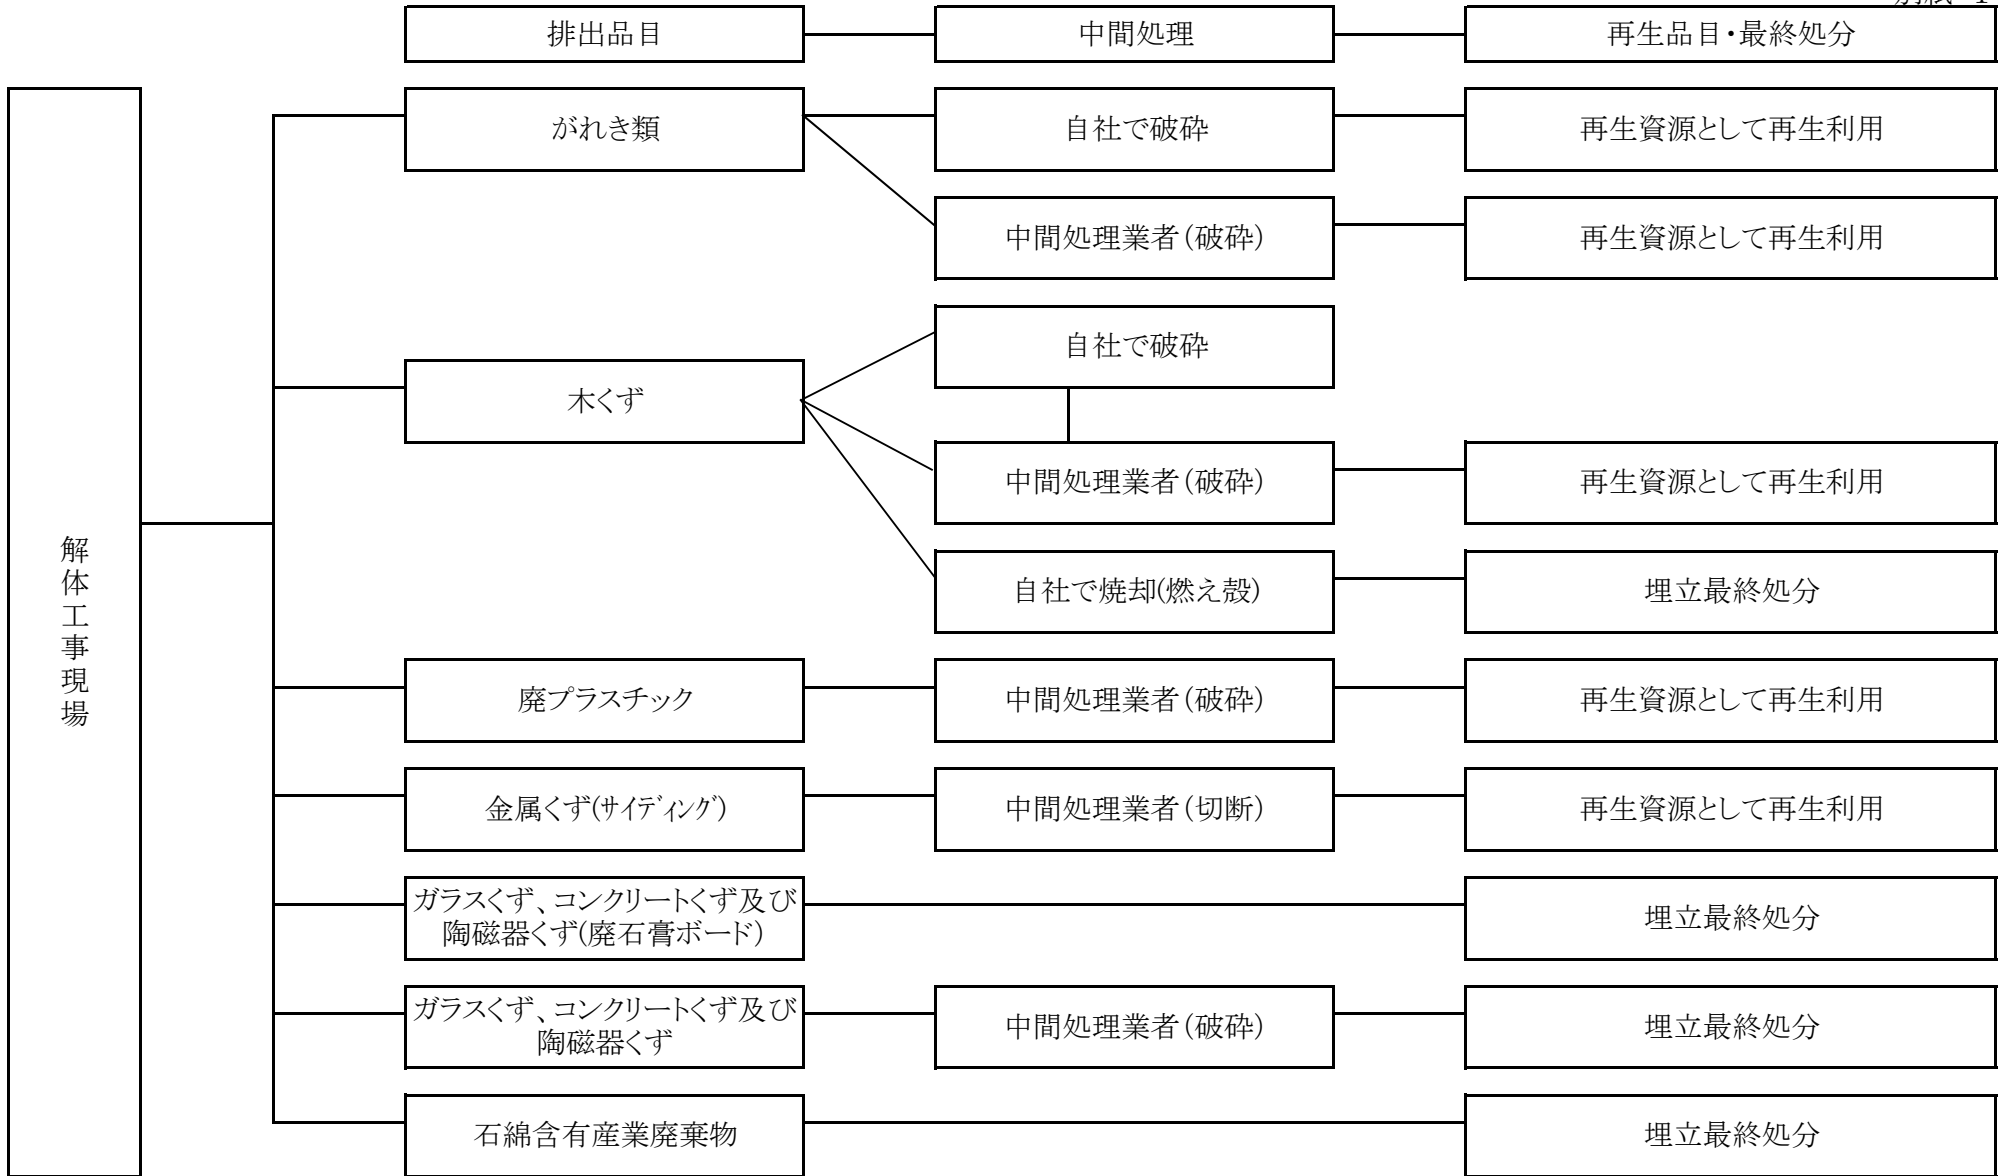 排出品目
中間処理
再生品目・最終処分
解体工事現場
がれき類
自社で破砕
再生資源として再生利用
中間処理業者(破砕)
再生資源として再生利用
木くず
自社で破砕
中間処理業者(破砕)
再生資源として再生利用
自社で焼却(燃え殻)
埋立最終処分
廃プラスチック
中間処理業者(破砕)
再生資源として再生利用
金属くず(ｻｲﾃﾞｨﾝｸﾞ)
中間処理業者(切断)
再生資源として再生利用
ガラスくず、コンクリートくず及び
陶磁器くず(廃石膏ボード)
埋立最終処分
ガラスくず、コンクリートくず及び
陶磁器くず
中間処理業者(破砕)
埋立最終処分
石綿含有産業廃棄物
埋立最終処分